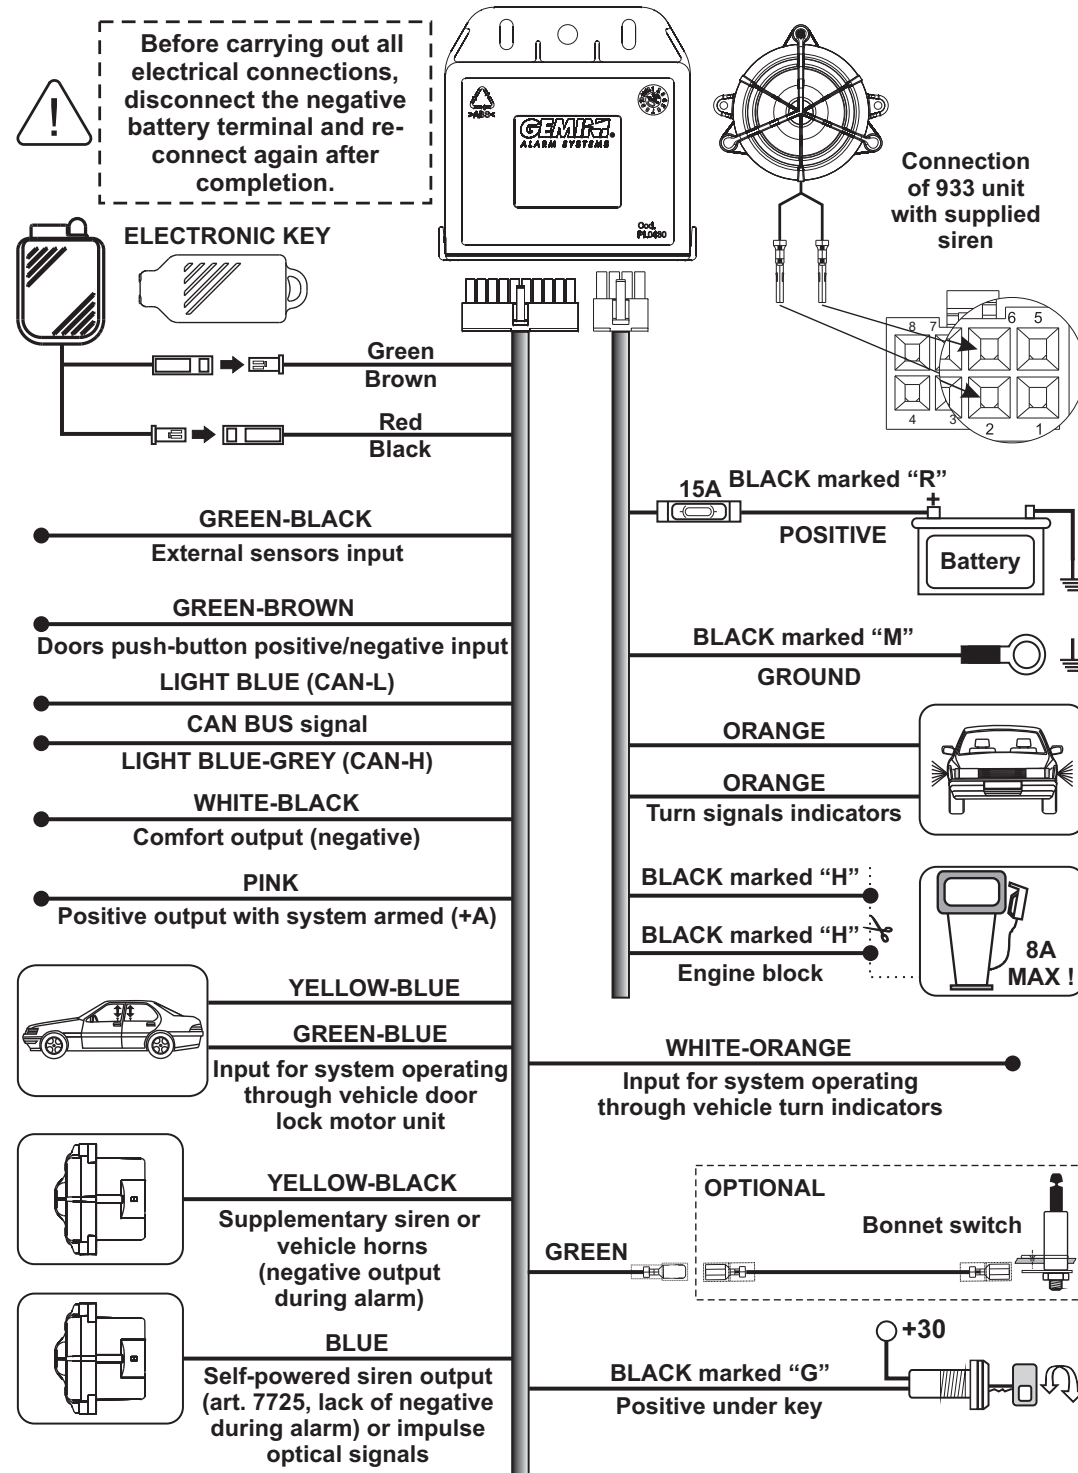 Before carrying out all
electrical connections,
disconnect the negative
battery terminal and re-
connect again after
completion.
!
>ABS<
GEMINI.
ALARM SYSTEMS
Connection
of 933 unit
with supplied
siren
ELECTRONIC KEY
8 7 6 5
4 3 2 1
Green
Brown
Red
Black
GREEN-BLACK
External sensors input
GREEN-BROWN
Doors push-button positive/negative input
LIGHT BLUE (CAN-L)
CAN BUS signal
LIGHT BLUE-GREY (CAN-H)
WHITE-BLACK
Comfort output (negative)
PINK
Positive output with system armed (+A)
YELLOW-BLUE
GREEN-BLUE
Input for system operating
through vehicle door
lock motor unit
YELLOW-BLACK
Supplementary siren or
vehicle horns
(negative output
during alarm)
BLUE
Self-powered siren output
(art. 7725, lack of negative
during alarm) or impulse
optical signals
15A
BLACK marked “R”
+
POSITIVE
Battery
BLACK marked “M”
GROUND
ORANGE
ORANGE
Turn signals indicators
BLACK marked “H”
BLACK marked “H”
Engine block
8A
MAX !
WHITE-ORANGE
Input for system operating
through vehicle turn indicators
OPTIONAL
Bonnet switch
GREEN
+30
BLACK marked “G”
Positive under key